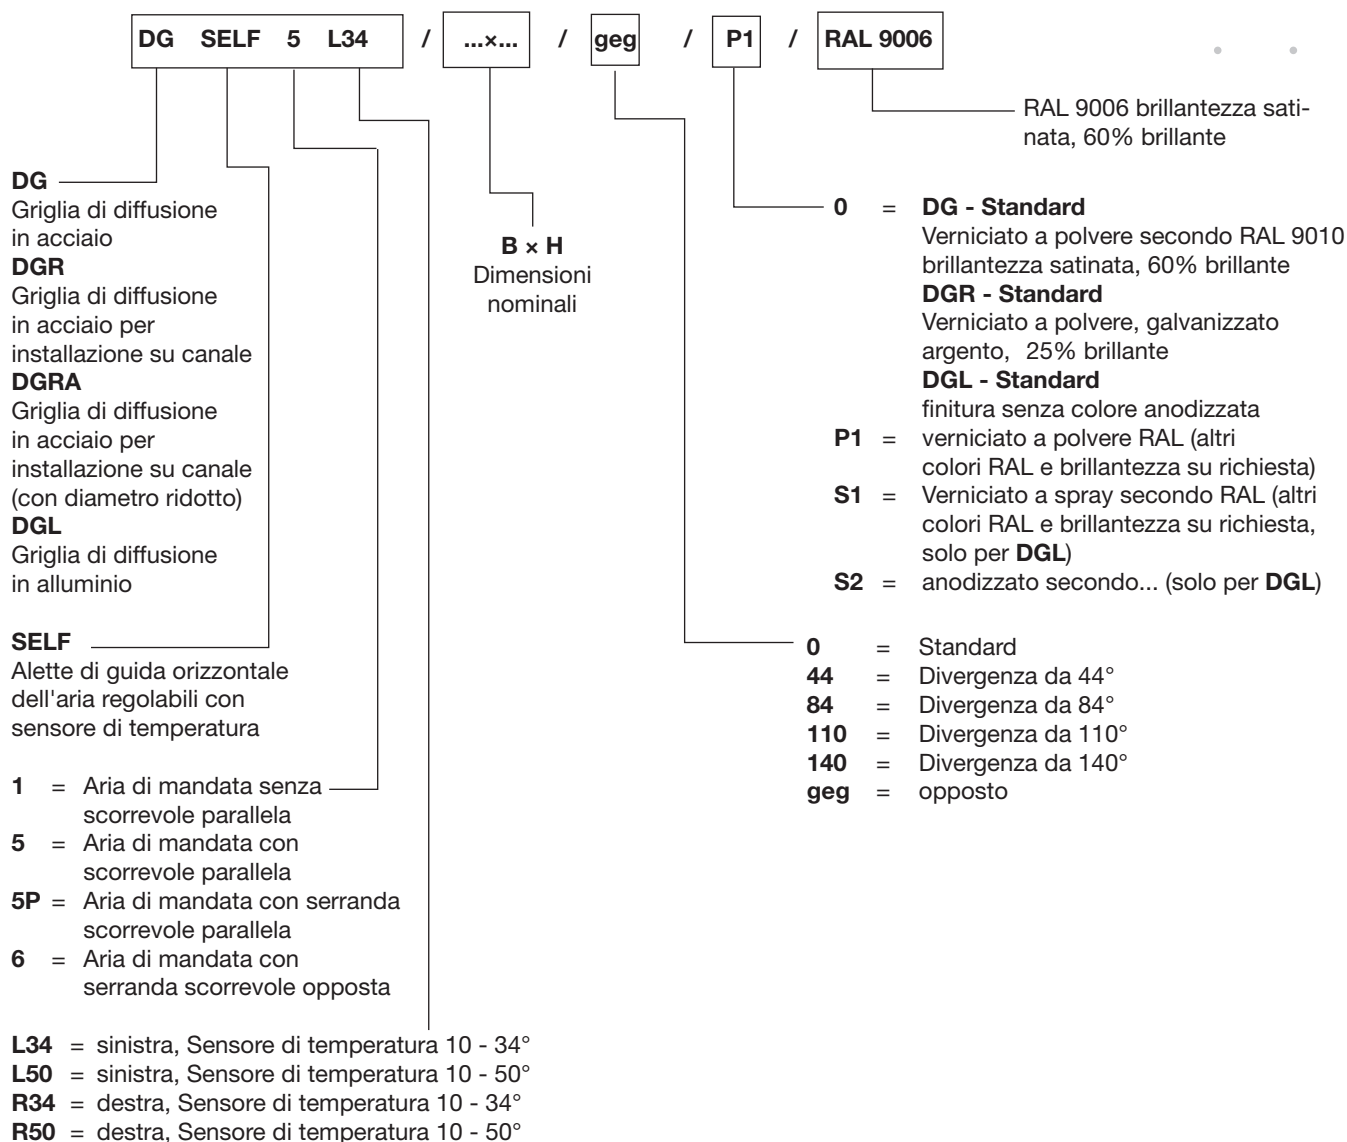 DG SELF 5 L34 / ...×... / geg / P1 / RAL 9006
RAL 9006 brillantezza sati-
nata, 60% brillante
DG
Griglia di diffusione
in acciaio
DGR
Griglia di diffusione
in acciaio per
installazione su canale
DGRA
Griglia di diffusione
in acciaio per
installazione su canale
(con diametro ridotto)
DGL
Griglia di diffusione
in alluminio
SELF
Alette di guida orizzontale
dell'aria regolabili con
sensore di temperatura
1 = Aria di mandata senza
scorrevole parallela
5 = Aria di mandata con
scorrevole parallela
5P = Aria di mandata con serranda
scorrevole parallela
6 = Aria di mandata con
serranda scorrevole opposta
L34 = sinistra, Sensore di temperatura 10 - 34°
L50 = sinistra, Sensore di temperatura 10 - 50°
R34 = destra, Sensore di temperatura 10 - 34°
R50 = destra, Sensore di temperatura 10 - 50°
B × H
Dimensioni
nominali
0 = DG - Standard
Verniciato a polvere secondo RAL 9010
brillantezza satinata, 60% brillante
DGR - Standard
Verniciato a polvere, galvanizzato
argento, 25% brillante
DGL - Standard
finitura senza colore anodizzata
P1 = verniciato a polvere RAL (altri
colori RAL e brillantezza su richiesta)
S1 = Verniciato a spray secondo RAL (altri
colori RAL e brillantezza su richiesta,
solo per DGL)
S2 = anodizzato secondo... (solo per DGL)
0 = Standard
44 = Divergenza da 44°
84 = Divergenza da 84°
110 = Divergenza da 110°
140 = Divergenza da 140°
geg = opposto